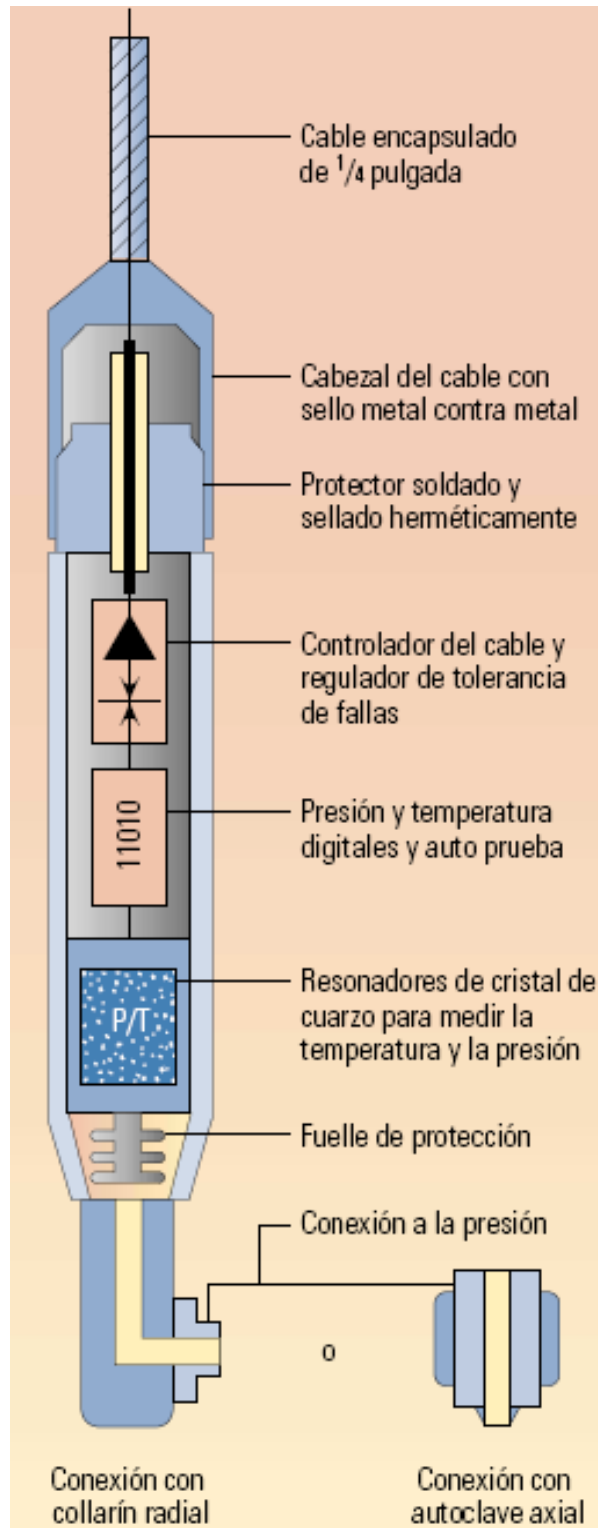 Cable encapsulado
de 1/4 pulgada
Cabezal del cable con
sello metal contra metal
Protector soldado y
sellado herméticamente
Controlador del cable y
regulador de tolerancia
de fallas
11010
Presión y temperatura
digitales y auto prueba
P/T
Resonadores de cristal de
cuarzo para medir la
temperatura y la presión
Fuelle de protección
Conexión a la presión
o
Conexión con
collarín radial
Conexión con
autoclave axial